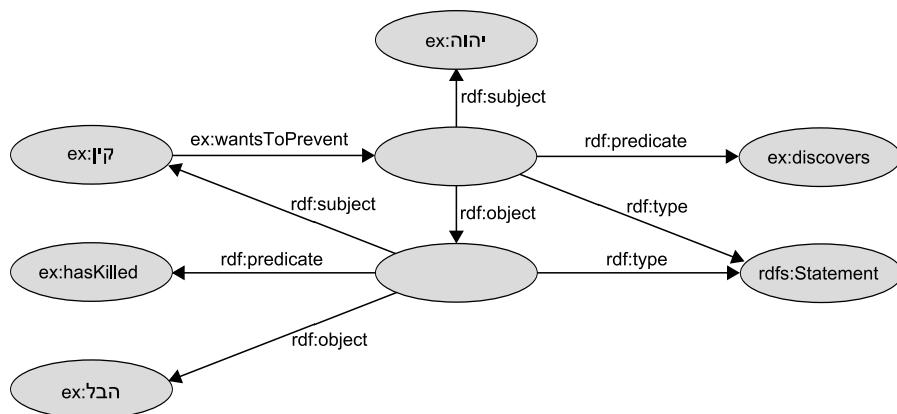 ex:יהוה
rdf:subject
ex:קין
ex:wantsToPrevent
rdf:predicate
ex:discovers
rdf:subject
rdf:object
rdf:type
ex:hasKilled
rdf:predicate
rdf:type
rdfs:Statement
rdf:object
ex:הבל